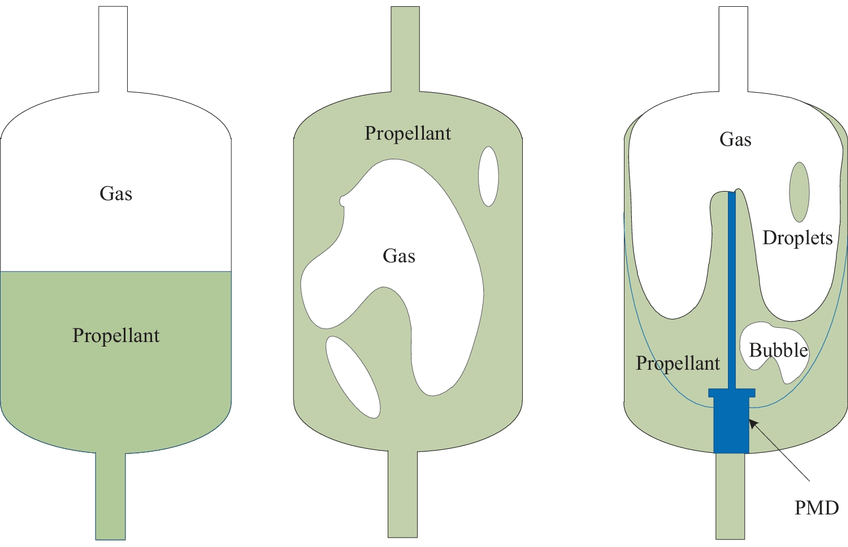 Gas
Propellant
Propellant
Gas
Gas
Droplets
Bubble
Propellant
PMD